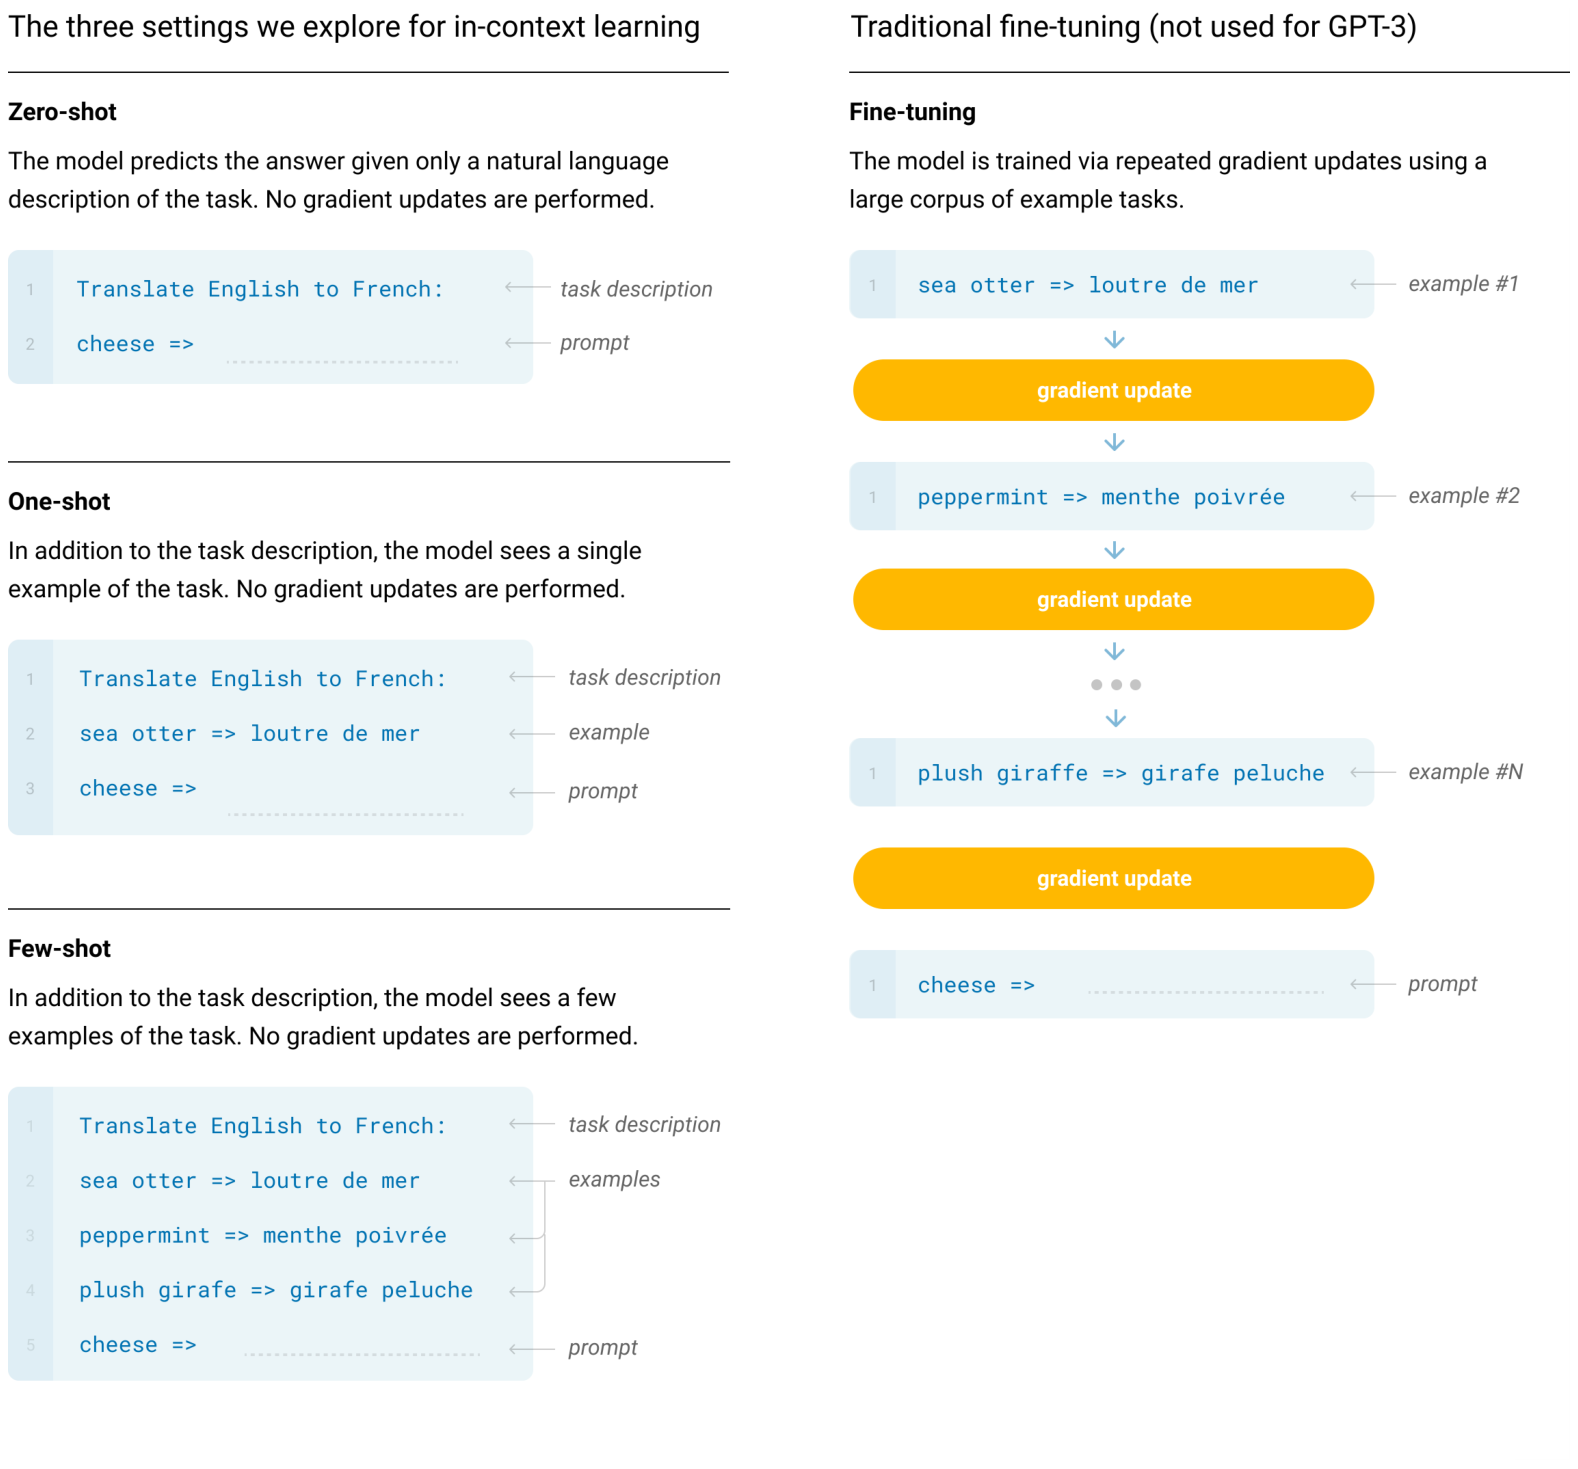 The three settings we explore for in-context learning
Zero-shot
The model predicts the answer given only a natural language
description of the task. No gradient updates are performed.
1 Translate English to French: task description
2 cheese => prompt
One-shot
In addition to the task description, the model sees a single
example of the task. No gradient updates are performed.
1 Translate English to French: task description
2 sea otter => loutre de mer example
3 cheese => prompt
Few-shot
In addition to the task description, the model sees a few
examples of the task. No gradient updates are performed.
1 Translate English to French: task description
2 sea otter => loutre de mer examples
3 peppermint => menthe poivrée
4 plush girafe => girafe peluche
5 cheese => prompt
Traditional fine-tuning (not used for GPT-3)
Fine-tuning
The model is trained via repeated gradient updates using a
large corpus of example tasks.
1 sea otter => loutre de mer example #1
gradient update
1 peppermint => menthe poivrée example #2
gradient update
1 plush giraffe => girafe peluche example #N
gradient update
1 cheese => prompt